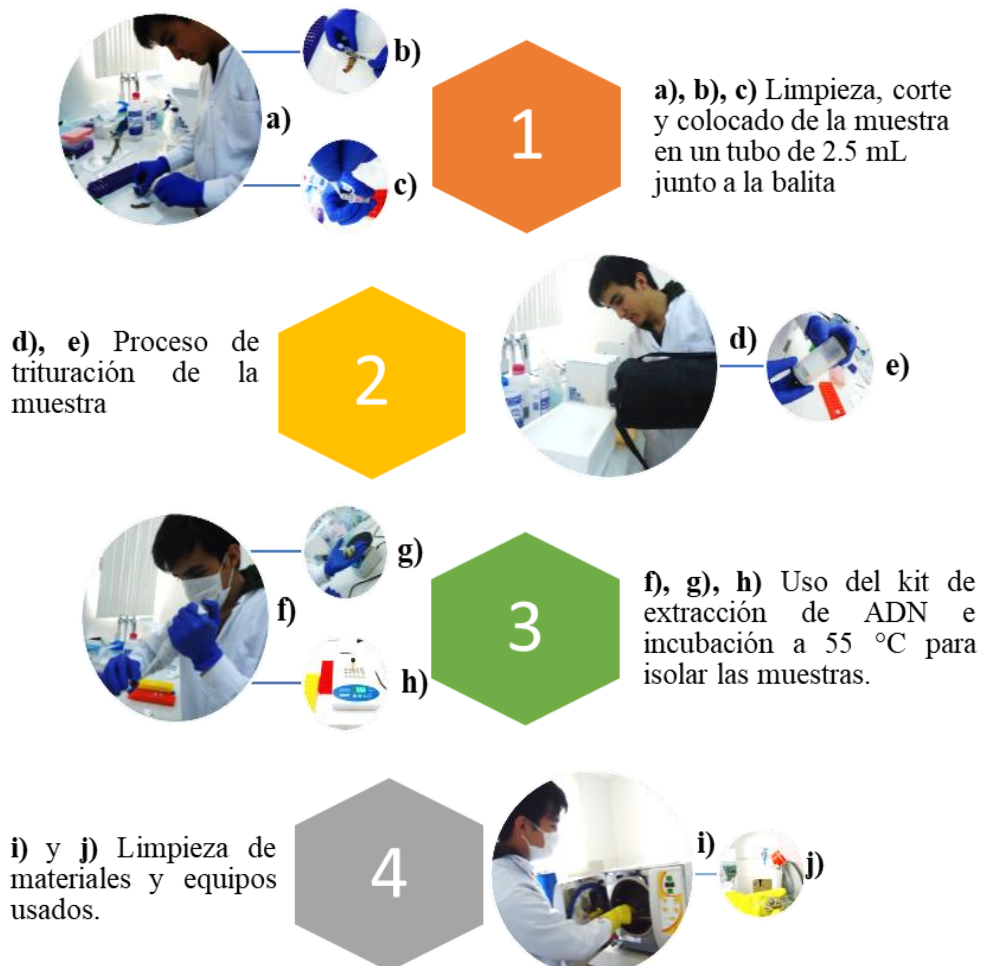 b)
a)
c)
1
a), b), c) Limpieza, corte
y colocado de la muestra
en un tubo de 2.5 mL
junto a la balita
d), e) Proceso de
trituración de la
muestra
2
d)
e)
g)
f)
h)
3
f), g), h) Uso del kit de
extracción de ADN e
incubación a 55 °C para
isolar las muestras.
i) y j) Limpieza de
materiales y equipos
usados.
4
i)
j)